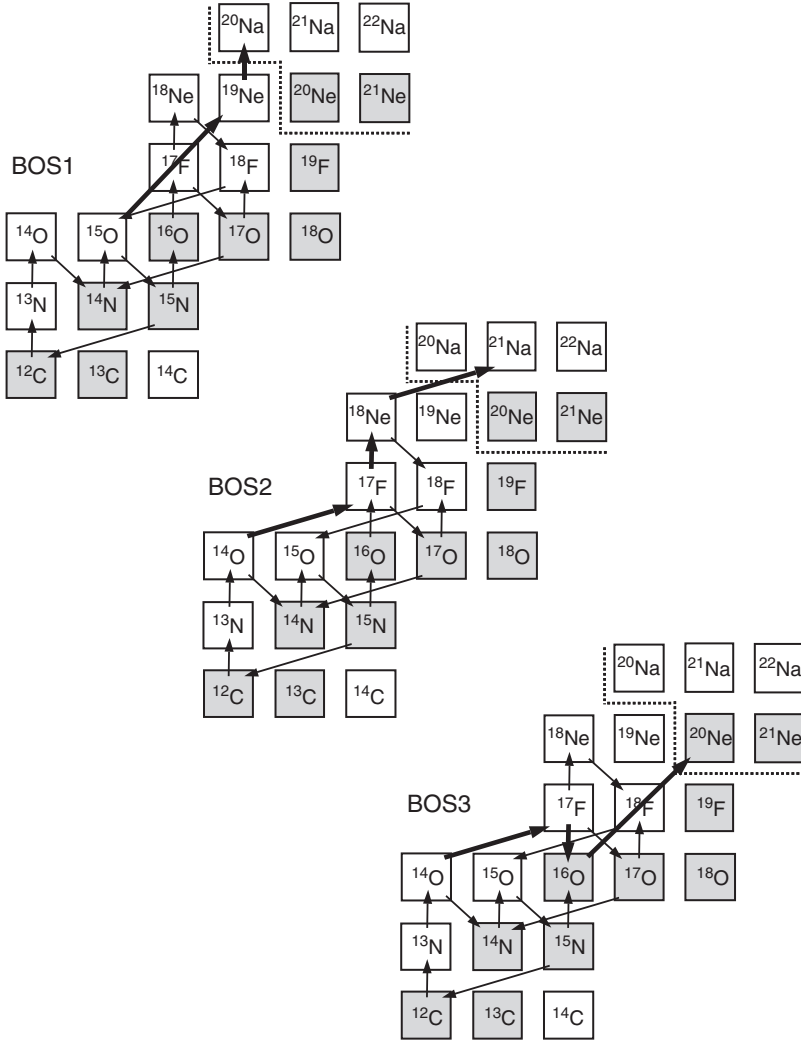 ²⁰Na ²¹Na ²²Na
¹⁸Ne ¹⁹Ne ²⁰Ne ²¹Ne
BOS1 ¹⁷F ¹⁸F ¹⁹F
¹⁴O ¹⁵O ¹⁶O ¹⁷O ¹⁸O
¹³N ¹⁴N ¹⁵N
¹²C ¹³C ¹⁴C
²⁰Na ²¹Na ²²Na
¹⁸Ne ¹⁹Ne ²⁰Ne ²¹Ne
BOS2 ¹⁷F ¹⁸F ¹⁹F
¹⁴O ¹⁵O ¹⁶O ¹⁷O ¹⁸O
¹³N ¹⁴N ¹⁵N
¹²C ¹³C ¹⁴C
²⁰Na ²¹Na ²²Na
¹⁸Ne ¹⁹Ne ²⁰Ne ²¹Ne
BOS3 ¹⁷F ¹⁸F ¹⁹F
¹⁴O ¹⁵O ¹⁶O ¹⁷O ¹⁸O
¹³N ¹⁴N ¹⁵N
¹²C ¹³C ¹⁴C